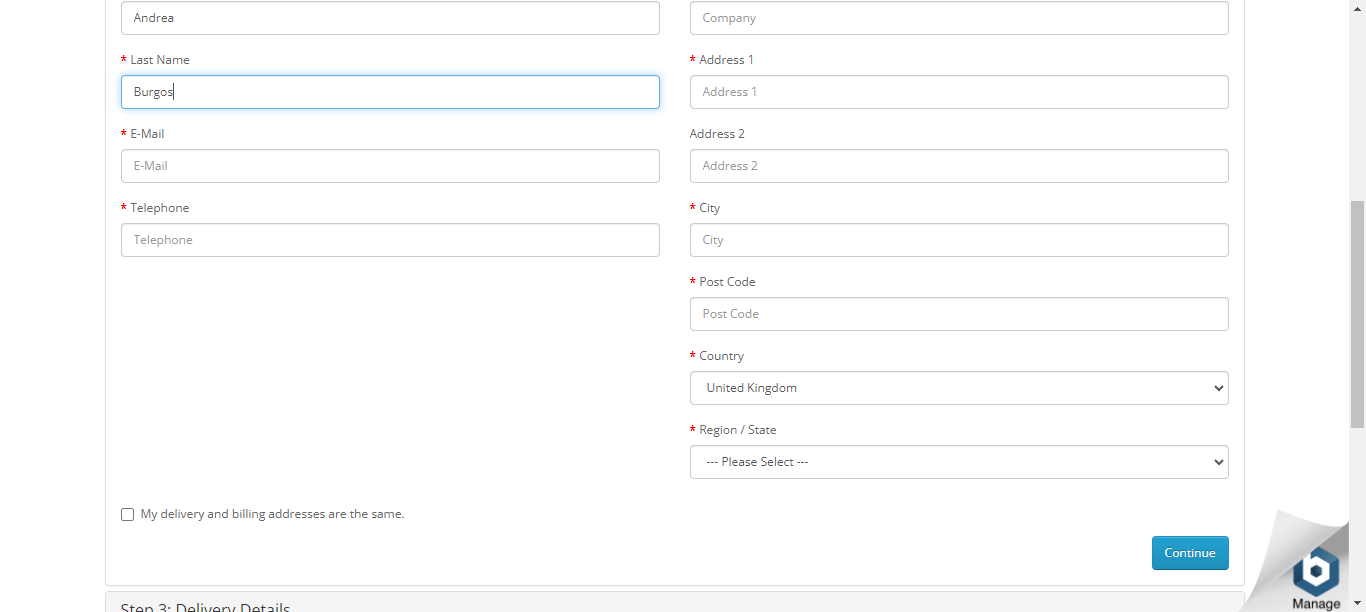 Andrea
Company
* Last Name
* Address 1
Burgos
Address 1
* E-Mail
Address 2
E-Mail
Address 2
* Telephone
* City
Telephone
City
* Post Code
Post Code
* Country
United Kingdom
* Region / State
--- Please Select ---
My delivery and billing addresses are the same.
Continue
Step 3: Delivery Details
b
Manage